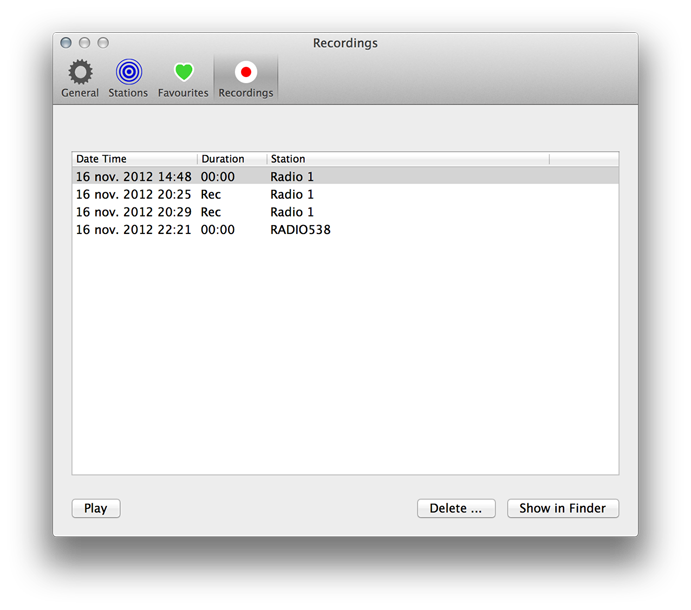 Recordings
General Stations Favourites Recordings
Date Time Duration Station
16 nov. 2012 14:48 00:00 Radio 1
16 nov. 2012 20:25 Rec Radio 1
16 nov. 2012 20:29 Rec Radio 1
16 nov. 2012 22:21 00:00 RADIO538
Play Delete ... Show in Finder